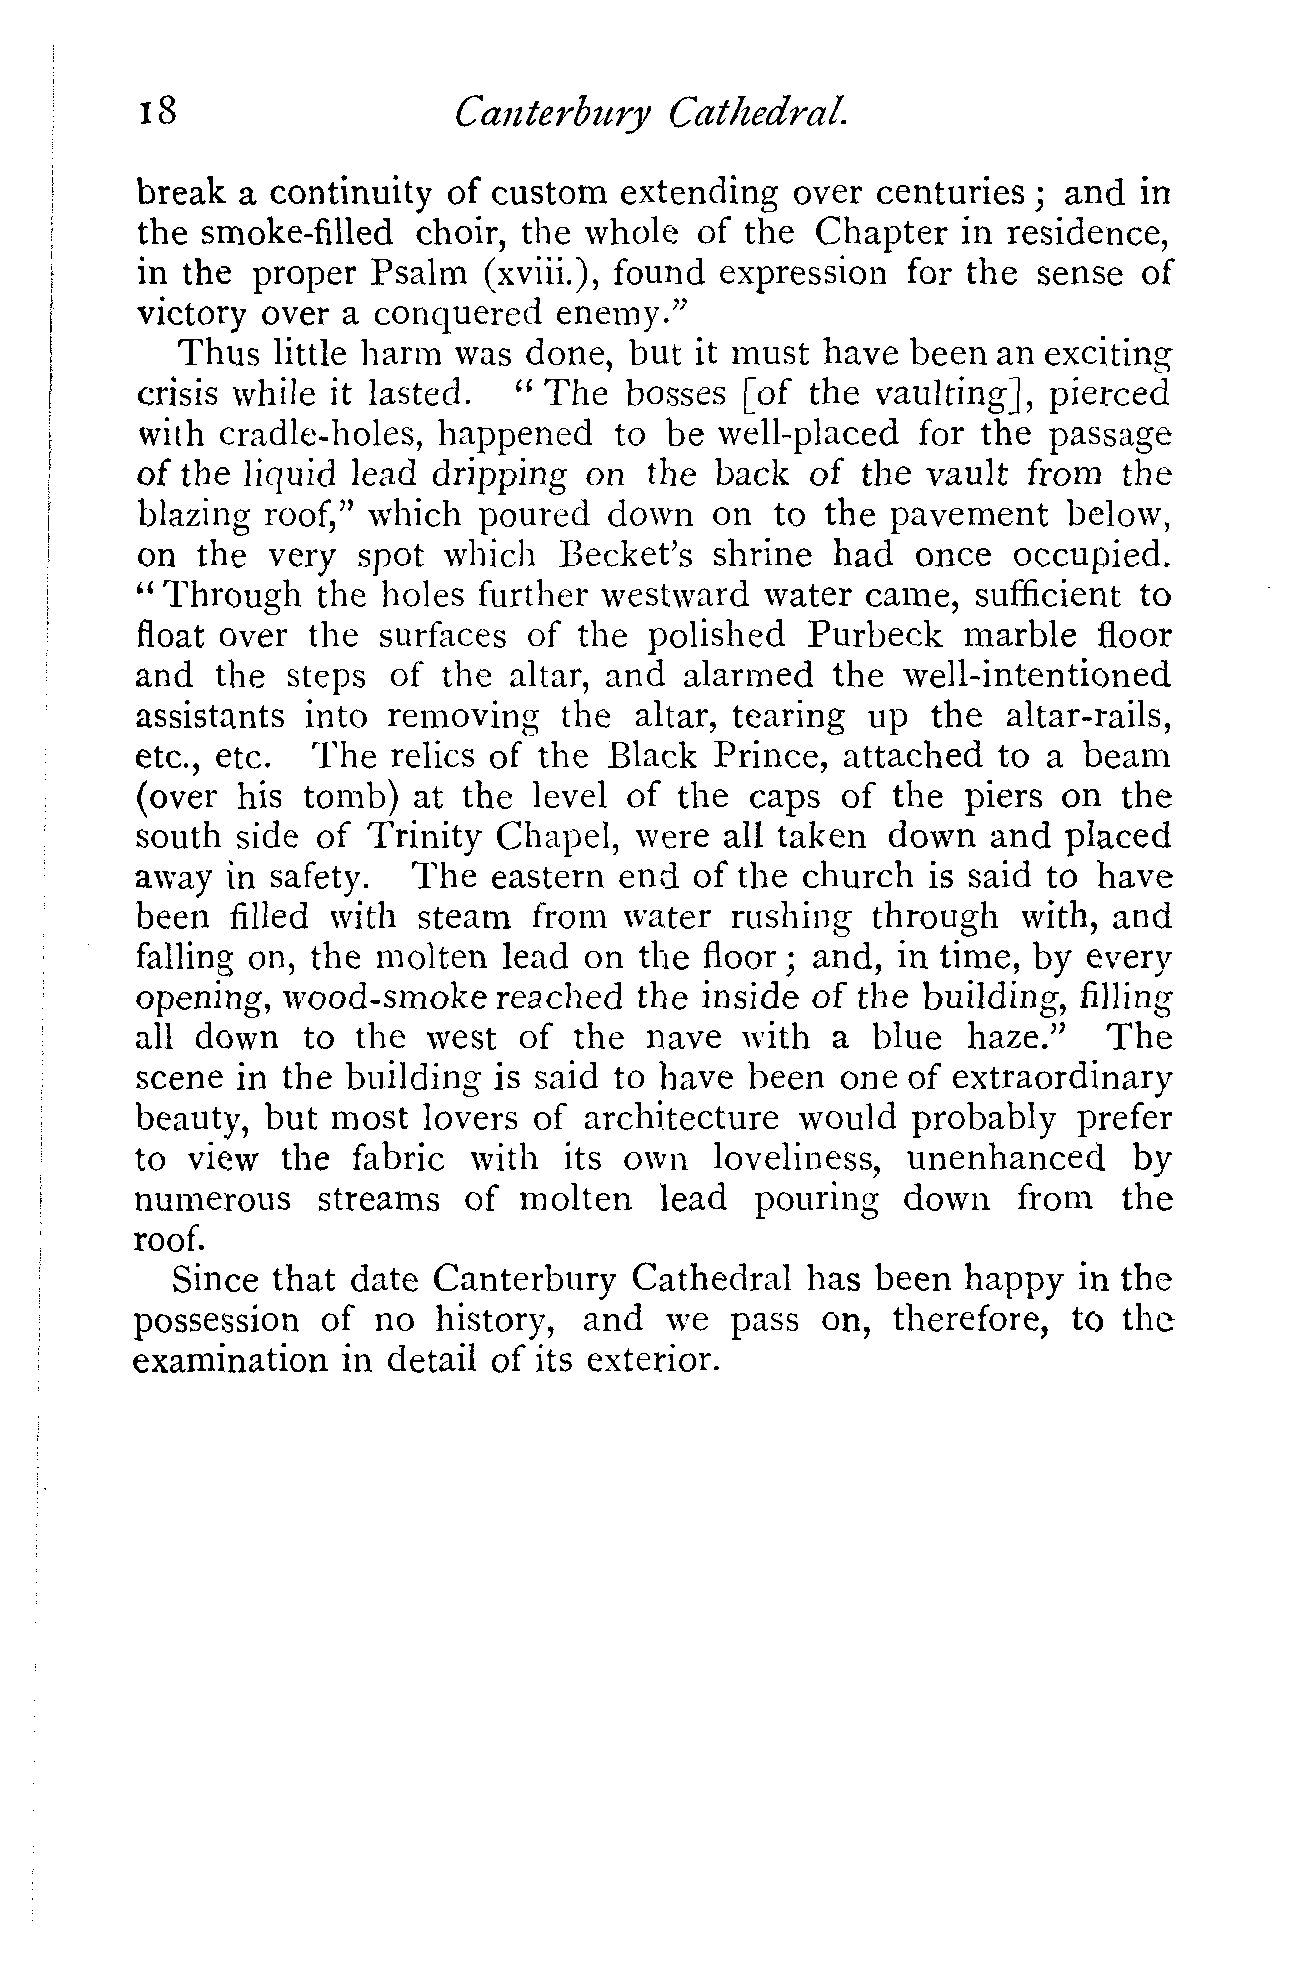 18 Canterbury Cathedral.
break a continuity of custom extending over centuries ; and in
the smoke-filled choir, the whole of the Chapter in residence,
in the proper Psalm (xviii.), found expression for the sense of
victory over a conquered enemy.”
Thus little harm was done, but it must have been an exciting
crisis while it lasted. “ The bosses [of the vaulting], pierced
with cradle-holes, happened to be well-placed for the passage
of the liquid lead dripping on the back of the vault from the
blazing roof,” which poured down on to the pavement below,
on the very spot which Becket’s shrine had once occupied.
“ Through the holes further westward water came, sufficient to
float over the surfaces of the polished Purbeck marble floor
and the steps of the altar, and alarmed the well-intentioned
assistants into removing the altar, tearing up the altar-rails,
etc., etc. The relics of the Black Prince, attached to a beam
(over his tomb) at the level of the caps of the piers on the
south side of Trinity Chapel, were all taken down and placed
away in safety. The eastern end of the church is said to have
been filled with steam from water rushing through with, and
falling on, the molten lead on the floor ; and, in time, by every
opening, wood-smoke reached the inside of the building, filling
all down to the west of the nave with a blue haze.” The
scene in the building is said to have been one of extraordinary
beauty, but most lovers of architecture would probably prefer
to view the fabric with its own loveliness, unenhanced by
numerous streams of molten lead pouring down from the
roof.
Since that date Canterbury Cathedral has been happy in the
possession of no history, and we pass on, therefore, to the
examination in detail of its exterior.